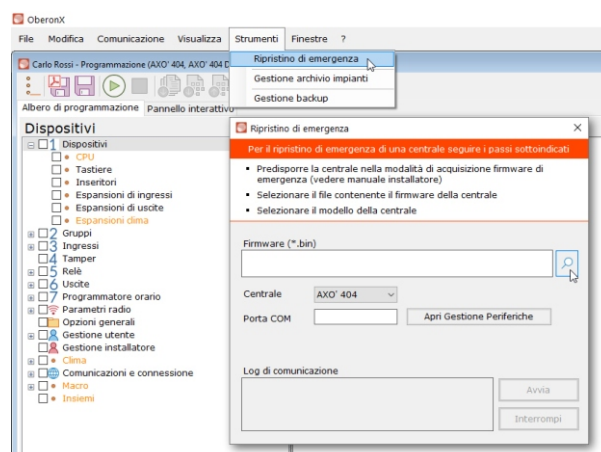 OberonX
File Modifica Comunicazione Visualizza Strumenti Finestre ?
Ripristino di emergenza
Gestione archivio impianti
Gestione backup
Carlo Rossi - Programmazione (AXO' 404, AXO' 404 D
Albero di programmazione Pannello interattivo
Dispositivi
1 Dispositivi
CPU
Tastiere
Inseritori
Espansioni di ingressi
Espansioni di uscite
Espansioni clima
2 Gruppi
3 Ingressi
4 Tamper
5 Relè
6 Uscite
7 Programmatore orario
Parametri radio
Opzioni generali
Gestione utente
Gestione installatore
Clima
Comunicazioni e connessione
Macro
Insiemi
Ripristino di emergenza
Per il ripristino di emergenza di una centrale seguire i passi sottoindicati
Predisporre la centrale nella modalità di acquisizione firmware di
emergenza (vedere manuale installatore)
Selezionare il file contenente il firmware della centrale
Selezionare il modello della centrale
Firmware (*.bin)
Centrale AXO' 404
Porta COM Apri Gestione Periferiche
Log di comunicazione
Avvia
Interrompi